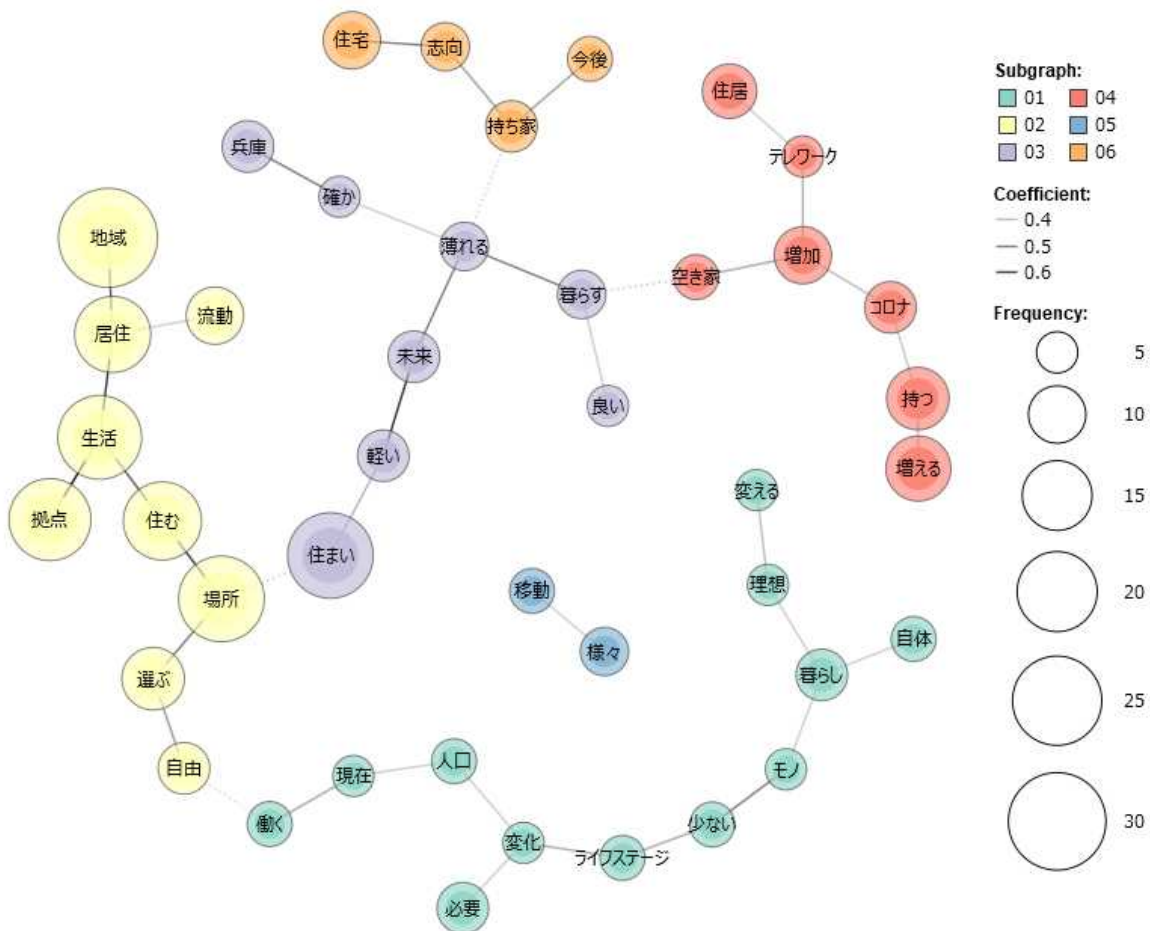 住宅
志向
今後
持ち家
住居
テレワーク
兵庫
確か
薄れる
増加
空き家
暮らす
コロナ
地域
居住
流動
未来
良い
持つ
増える
生活
軽い
拠点
住む
住まい
場所
変える
理想
移動
様々
自体
暮らし
選ぶ
自由
現在
人口
モノ
働く
変化
ライフステージ
少ない
必要
Subgraph:
01 04
02 05
03 06
Coefficient:
0.4
0.5
0.6
Frequency:
5
10
15
20
25
30